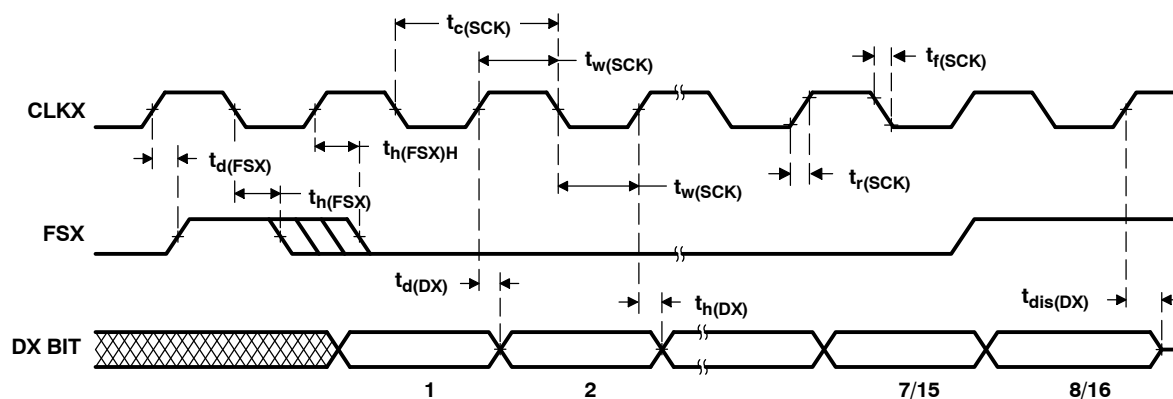 tc(SCK)
tw(SCK)
tf(SCK)
CLKX
td(FSX)
th(FSX)H
th(FSX)
tw(SCK)
tr(SCK)
FSX
td(DX)
th(DX)
tdis(DX)
DX BIT
1 2 7/15 8/16